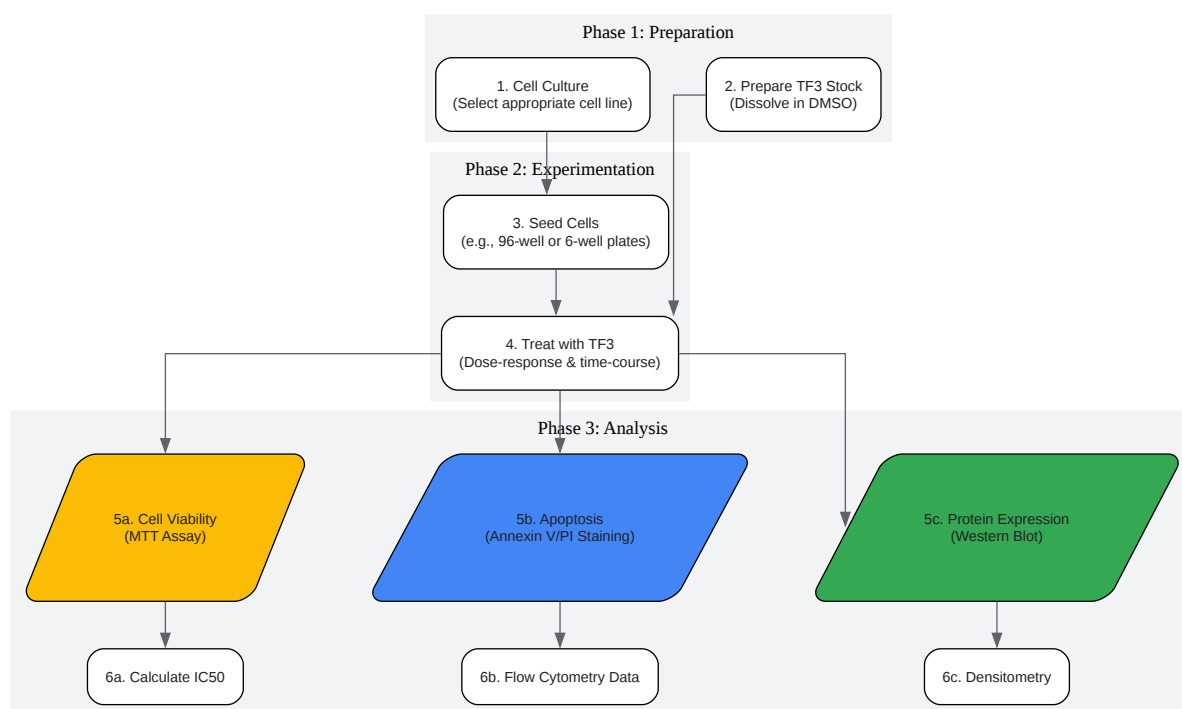 Phase 1: Preparation
1. Cell Culture
(Select appropriate cell line)
2. Prepare TF3 Stock
(Dissolve in DMSO)
Phase 2: Experimentation
3. Seed Cells
(e.g., 96-well or 6-well plates)
4. Treat with TF3
(Dose-response & time-course)
Phase 3: Analysis
5a. Cell Viability
(MTT Assay)
5b. Apoptosis
(Annexin V/PI Staining)
5c. Protein Expression
(Western Blot)
6a. Calculate IC50
6b. Flow Cytometry Data
6c. Densitometry